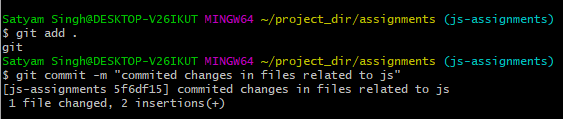 Satyam Singh@DESKTOP-V26IKUT MINGW64 ~/project_dir/assignments (js-assignments)
$ git add .
git
Satyam Singh@DESKTOP-V26IKUT MINGW64 ~/project_dir/assignments (js-assignments)
$ git commit -m "commited changes in files related to js"
[js-assignments 5f6df15] commited changes in files related to js
 1 file changed, 2 insertions(+)